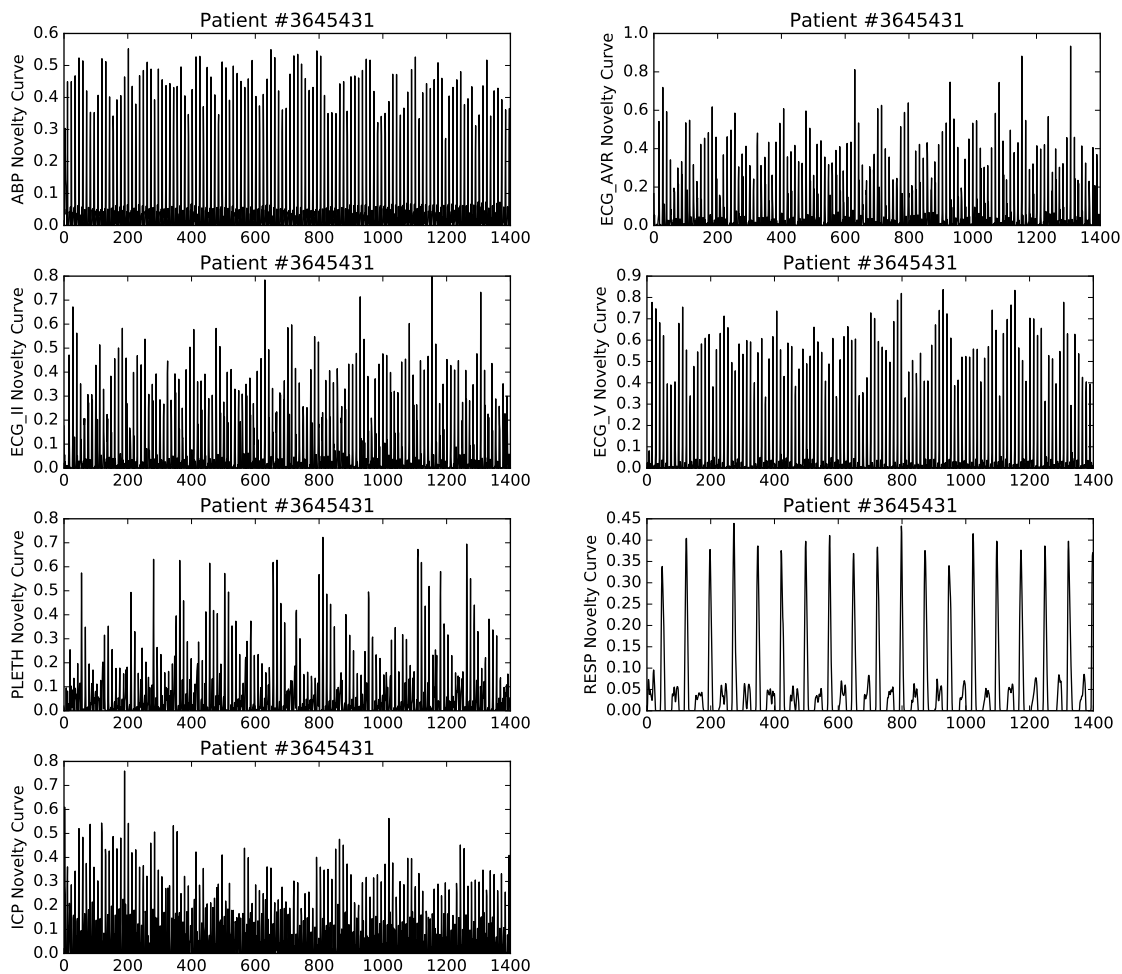 Patient #3645431
ABP Novelty Curve
0.6
0.5
0.4
0.3
0.2
0.1
0.0
0 200 400 600 800 1000 1200 1400
Patient #3645431
ECG_AVR Novelty Curve
1.0
0.8
0.6
0.4
0.2
0.0
0 200 400 600 800 1000 1200 1400
Patient #3645431
ECG_II Novelty Curve
0.8
0.7
0.6
0.5
0.4
0.3
0.2
0.1
0.0
0 200 400 600 800 1000 1200 1400
Patient #3645431
ECG_V Novelty Curve
0.9
0.8
0.7
0.6
0.5
0.4
0.3
0.2
0.1
0.0
0 200 400 600 800 1000 1200 1400
Patient #3645431
PLETH Novelty Curve
0.8
0.7
0.6
0.5
0.4
0.3
0.2
0.1
0.0
0 200 400 600 800 1000 1200 1400
Patient #3645431
RESP Novelty Curve
0.45
0.40
0.35
0.30
0.25
0.20
0.15
0.10
0.05
0.00
0 200 400 600 800 1000 1200 1400
Patient #3645431
ICP Novelty Curve
0.8
0.7
0.6
0.5
0.4
0.3
0.2
0.1
0.0
0 200 400 600 800 1000 1200 1400